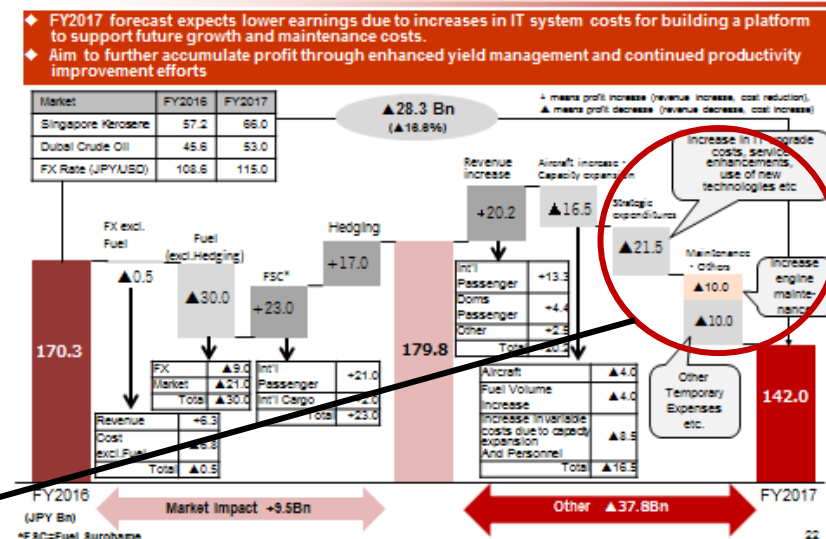 ◆ FY2017 forecast expects lower earnings due to increases in IT system costs for building a platform
to support future growth and maintenance costs.
◆ Aim to further accumulate profit through enhanced yield management and continued productivity
improvement efforts
Market FY2016 FY2017
Singapore Kerosene 57.2 66.0
Dubai Crude Oil 45.6 53.0
FX Rate (JPY/USD) 108.6 115.0
▲28.3 Bn
(▲16.6%)
+ means profit increase (revenue increase, cost reduction),
▲ means profit decrease (revenue decrease, cost increase)
170.3
FX excl.
Fuel
▲0.5
Revenue +6.3
Cost
excl.Fuel ▲6.8
Total ▲0.5
Fuel
(excl.Hedging)
▲30.0
FX ▲9.0
Market ▲21.0
Total ▲30.0
FSC*
+23.0
Int'l
Passenger +21.0
Int'l Cargo +2.0
Total +23.0
Hedging
+17.0
179.8
Revenue
increase
+20.2
Int'l
Passenger +13.3
Doms
Passenger +4.4
Other +2.5
Total +20.2
Aircraft increase ·
Capacity expansion
▲16.5
Aircraft ▲4.0
Fuel Volume
Increase ▲4.0
Increase in variable
costs due to capacity
expansion
And Personnel ▲8.5
Total ▲16.5
Strategic
expenditures
▲21.5
Increase in IT upgrade
costs, service
enhancements,
use of new
technologies etc
Maintenance
· Others
▲10.0
▲10.0
Increase
engine
mainte-
nance
Other
Temporary
Expenses
etc.
142.0
FY2016
(JPY Bn)
Market Impact +9.5Bn
Other ▲37.8Bn
FY2017
*FSC=Fuel Surcharge
22